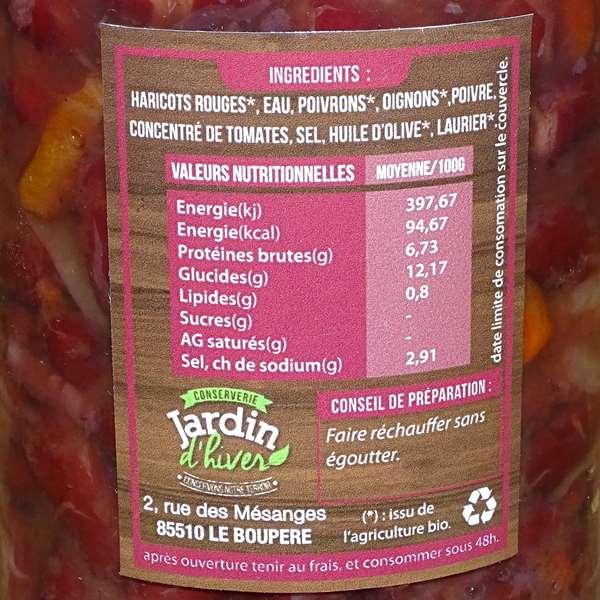 INGREDIENTS :
HARICOTS ROUGES*, EAU, POIVRONS*, OIGNONS*,POIVRE,
CONCENTRÉ DE TOMATES, SEL, HUILE D'OLIVE*, LAURIER*
VALEURS NUTRITIONNELLES MOYENNE/100G
Energie(kj) 397,67
Energie(kcal) 94,67
Protéines brutes(g) 6,73
Glucides(g) 12,17
Lipides(g) 0,8
Sucres(g) -
AG saturés(g) -
Sel, ch de sodium(g) 2,91
date limite de consomation sur le couvercle.
CONSERVERIE
Jardin
d'hiver
CONSERVONS NOTRE TERROIR
2, rue des Mésanges
85510 LE BOUPERE
CONSEIL DE PRÉPARATION :
Faire réchauffer sans
égoutter.
(*) : issu de
l'agriculture bio.
après ouverture tenir au frais, et consommer sous 48h.